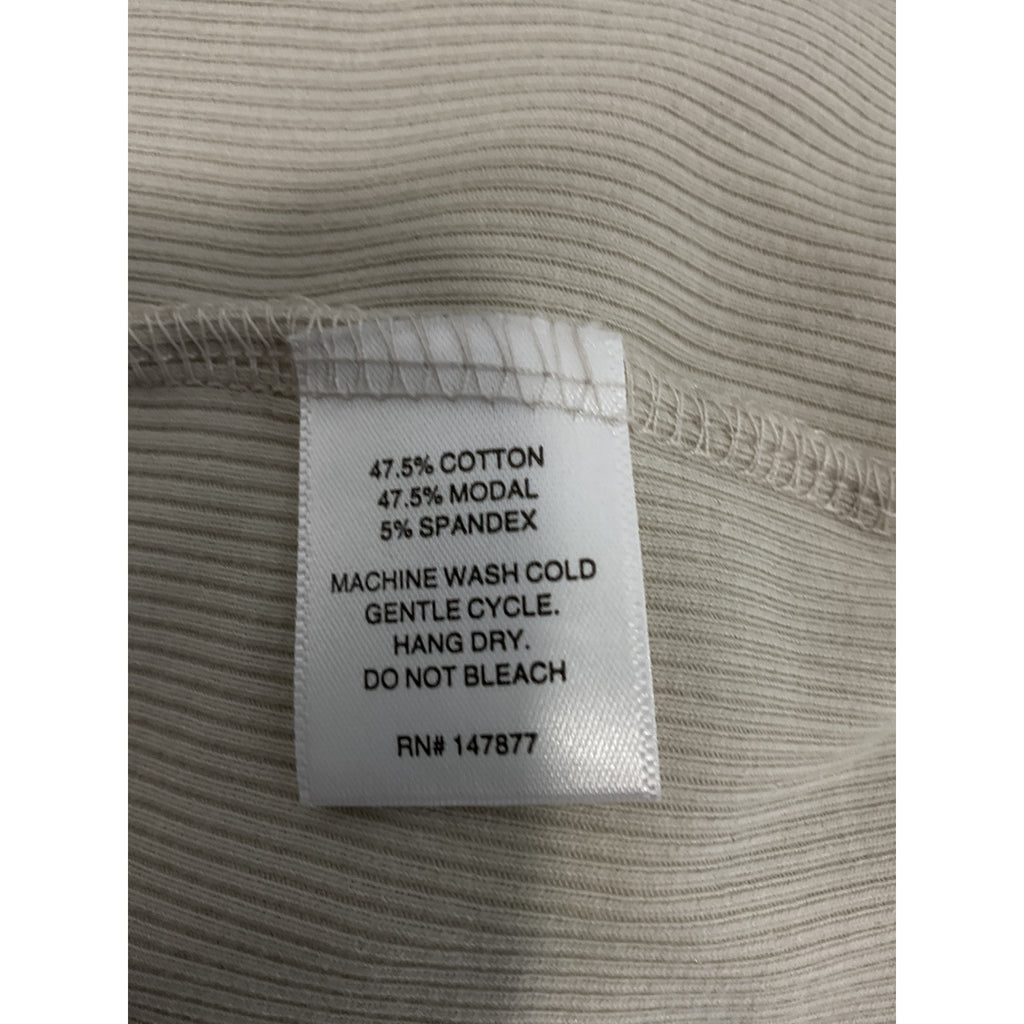 47.5% COTTON
47.5% MODAL
5% SPANDEX
MACHINE WASH COLD
GENTLE CYCLE.
HANG DRY.
DO NOT BLEACH
RN# 147877